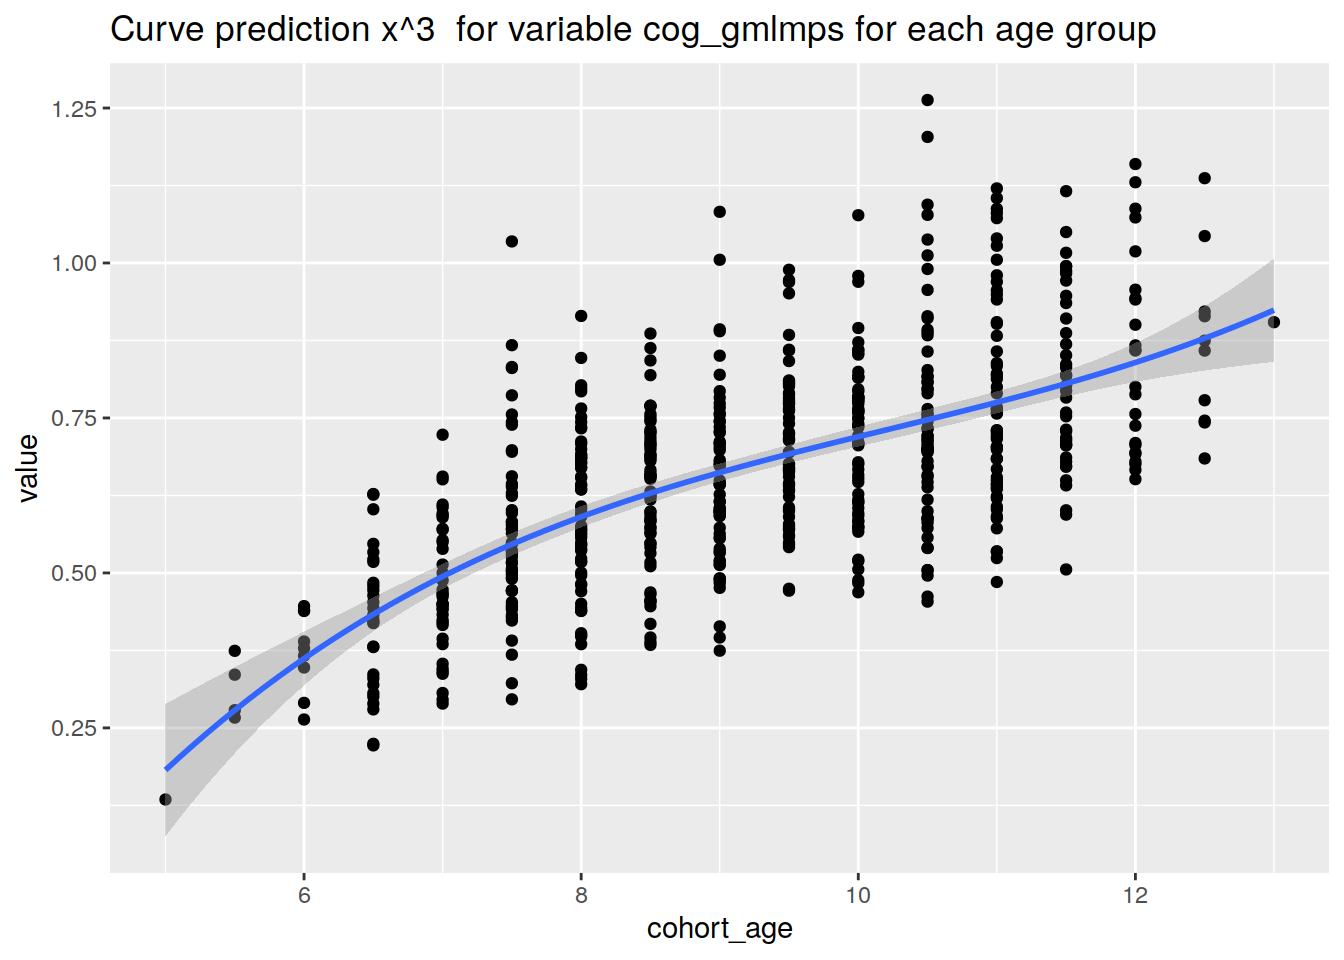 Curve prediction x^3  for variable cog_gmlmps for each age group
1.25
1.00
0.75
0.50
0.25
value
6 8 10 12
cohort_age